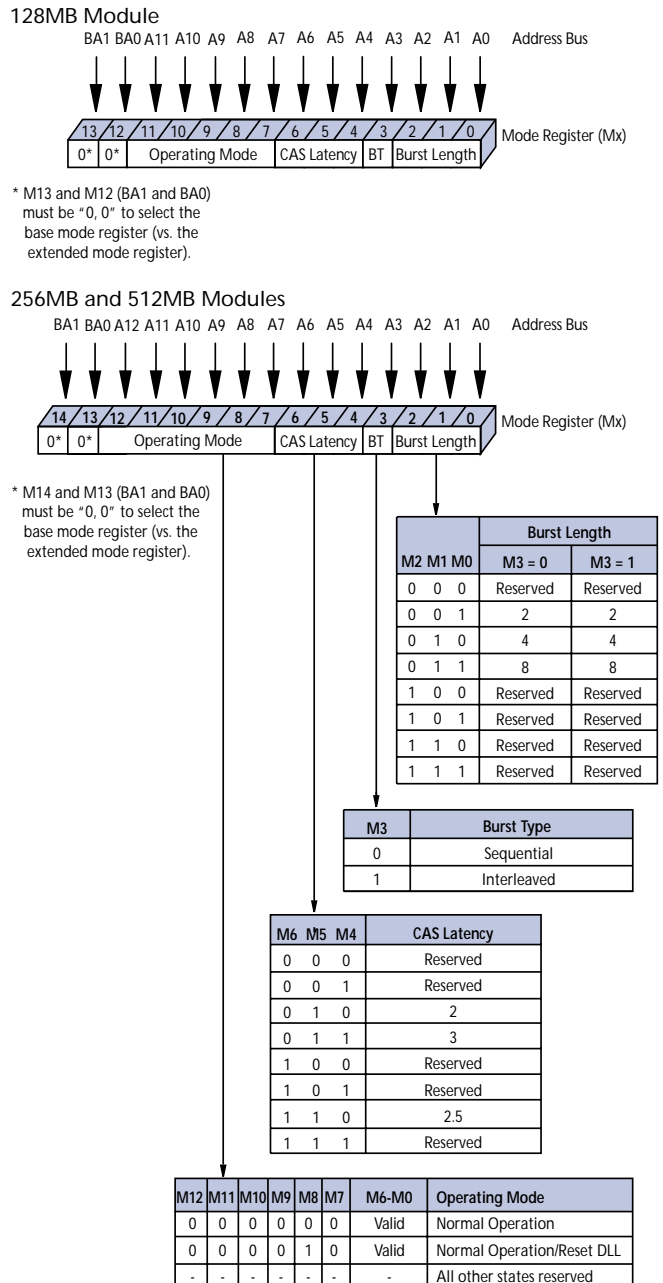 128MB Module
BA1 BA0 A11 A10 A9 A8 A7 A6 A5 A4 A3 A2 A1 A0 Address Bus
13 12 11 10 9 8 7 6 5 4 3 2 1 0 Mode Register (Mx)
0* 0* Operating Mode CAS Latency BT Burst Length
* M13 and M12 (BA1 and BA0)
must be "0, 0" to select the
base mode register (vs. the
extended mode register).
256MB and 512MB Modules
BA1 BA0 A12 A11 A10 A9 A8 A7 A6 A5 A4 A3 A2 A1 A0 Address Bus
14 13 12 11 10 9 8 7 6 5 4 3 2 1 0 Mode Register (Mx)
0* 0* Operating Mode CAS Latency BT Burst Length
* M14 and M13 (BA1 and BA0)
must be "0, 0" to select the
base mode register (vs. the
extended mode register).
Burst Length
M2 M1 M0 M3 = 0 M3 = 1
0 0 0 Reserved Reserved
0 0 1 2 2
0 1 0 4 4
0 1 1 8 8
1 0 0 Reserved Reserved
1 0 1 Reserved Reserved
1 1 0 Reserved Reserved
1 1 1 Reserved Reserved
M3 Burst Type
0 Sequential
1 Interleaved
M6 M5 M4 CAS Latency
0 0 0 Reserved
0 0 1 Reserved
0 1 0 2
0 1 1 3
1 0 0 Reserved
1 0 1 Reserved
1 1 0 2.5
1 1 1 Reserved
M12 M11 M10 M9 M8 M7 M6-M0 Operating Mode
0 0 0 0 0 0 Valid Normal Operation
0 0 0 0 1 0 Valid Normal Operation/Reset DLL
- - - - - - - All other states reserved